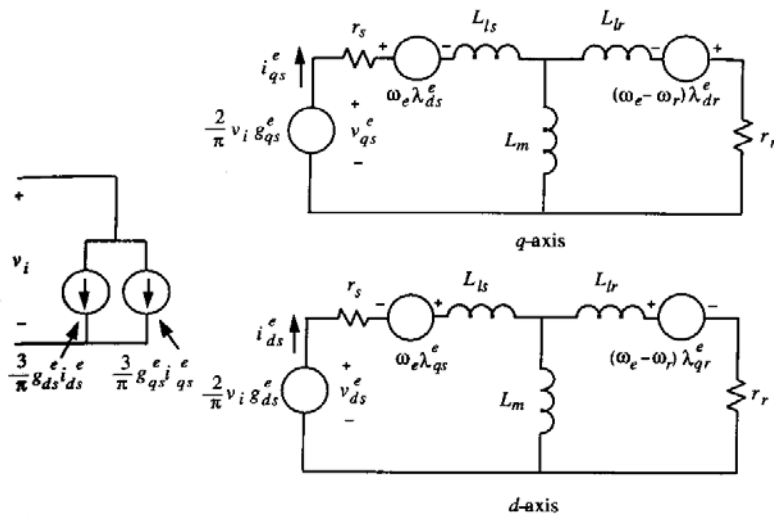 r_s
L_ls
L_lr
i_qs^e
+
−
−
+
ω_e λ_ds^e
(ω_e − ω_r) λ_dr^e
2/π v_i g_qs^e
+
v_qs^e
−
L_m
r_r
q-axis
+
v_i
−
3/π g_ds^e i_ds^e
3/π g_qs^e i_qs^e
r_s
L_ls
L_lr
i_ds^e
−
+
+
−
ω_e λ_qs^e
(ω_e − ω_r) λ_qr^e
2/π v_i g_ds^e
+
v_ds^e
−
L_m
r_r
d-axis